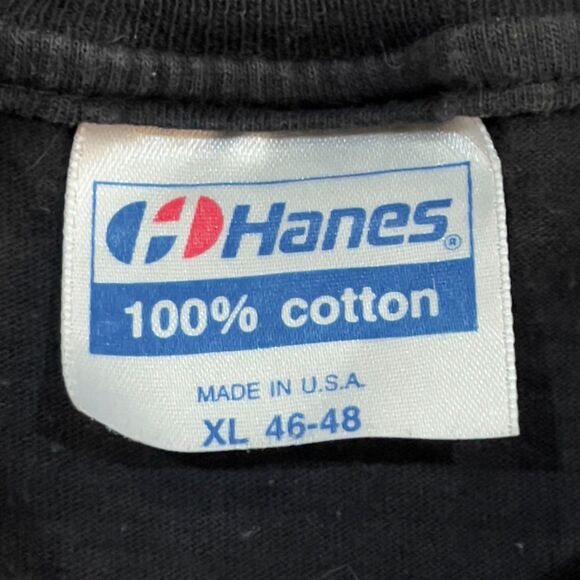 Hanes®
100% cotton
MADE IN U.S.A.
XL 46-48